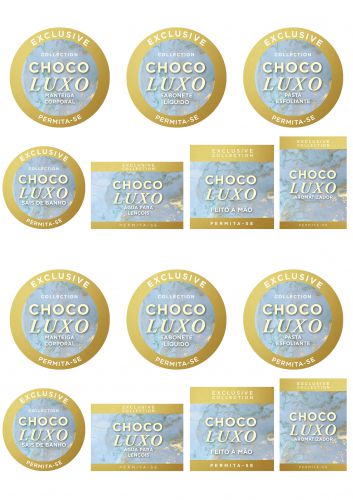 EXCLUSIVE
COLLECTION
CHOCO
LUXO
MANTEIGA
CORPORAL
PERMITA-SE
EXCLUSIVE
COLLECTION
CHOCO
LUXO
SABONETE
LÍQUIDO
PERMITA-SE
EXCLUSIVE
COLLECTION
CHOCO
LUXO
PASTA
ESFOLIANTE
PERMITA-SE
EXCLUSIVE
COLLECTION
CHOCO
LUXO
SAIS DE BANHO
PERMITA-SE
EXCLUSIVE
COLLECTION
CHOCO
LUXO
ÁGUA PARA
LENÇOIS
PERMITA-SE
EXCLUSIVE
COLLECTION
CHOCO
LUXO
FEITO À MÃO
PERMITA-SE
EXCLUSIVE
COLLECTION
CHOCO
LUXO
AROMATIZADOR
PERMITA-SE
EXCLUSIVE
COLLECTION
CHOCO
LUXO
MANTEIGA
CORPORAL
PERMITA-SE
EXCLUSIVE
COLLECTION
CHOCO
LUXO
SABONETE
LÍQUIDO
PERMITA-SE
EXCLUSIVE
COLLECTION
CHOCO
LUXO
PASTA
ESFOLIANTE
PERMITA-SE
EXCLUSIVE
COLLECTION
CHOCO
LUXO
SAIS DE BANHO
PERMITA-SE
EXCLUSIVE
COLLECTION
CHOCO
LUXO
ÁGUA PARA
LENÇOIS
PERMITA-SE
EXCLUSIVE
COLLECTION
CHOCO
LUXO
FEITO À MÃO
PERMITA-SE
EXCLUSIVE
COLLECTION
CHOCO
LUXO
AROMATIZADOR
PERMITA-SE